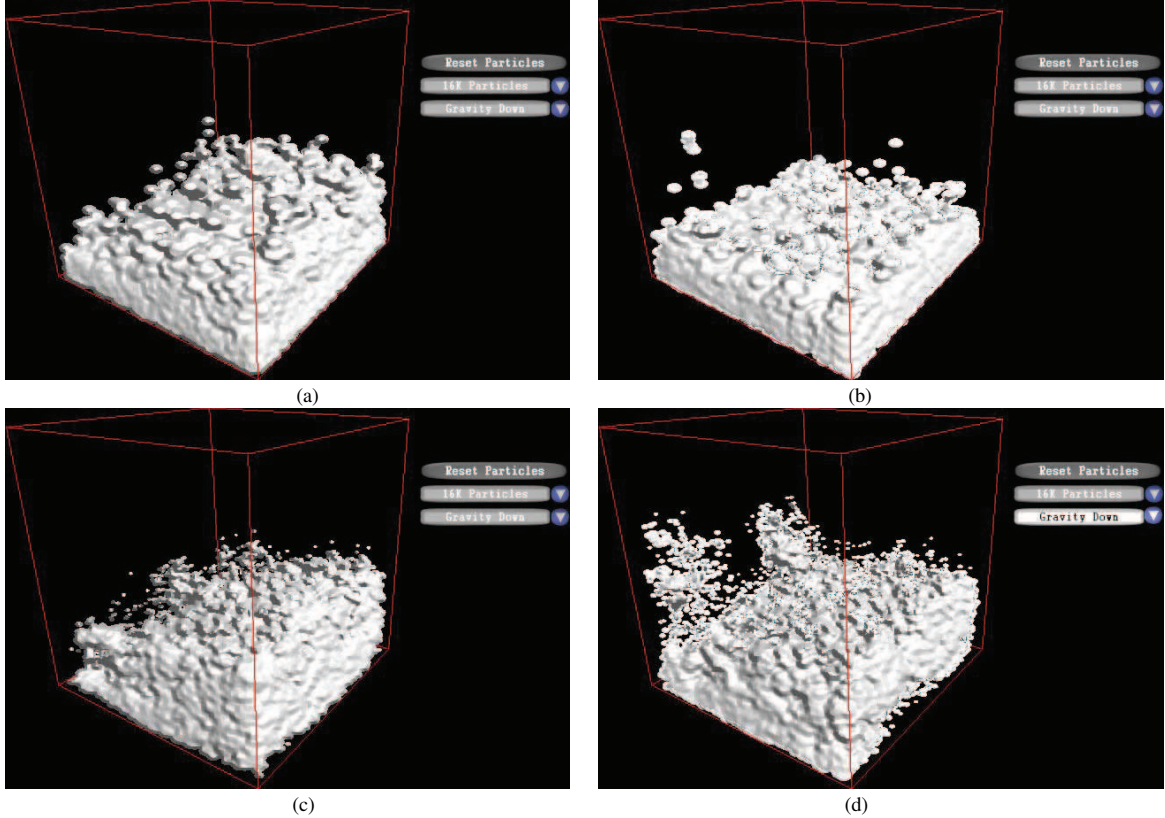 Reset Particles
16K Particles
Gravity Down
(a)
Reset Particles
16K Particles
Gravity Down
(b)
Reset Particles
16K Particles
Gravity Down
(c)
Reset Particles
16K Particles
Gravity Down
(d)